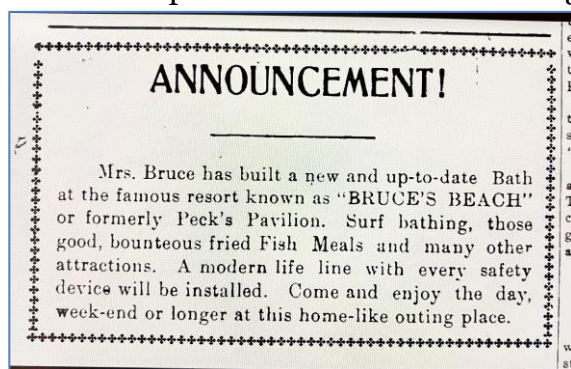 ANNOUNCEMENT!
Mrs. Bruce has built a new and up-to-date Bath
at the famous resort known as "BRUCE'S BEACH"
or formerly Peck's Pavilion. Surf bathing, those
good, bounteous fried Fish Meals and many other
attractions. A modern life line with every safety
device will be installed. Come and enjoy the day,
week-end or longer at this home-like outing place.